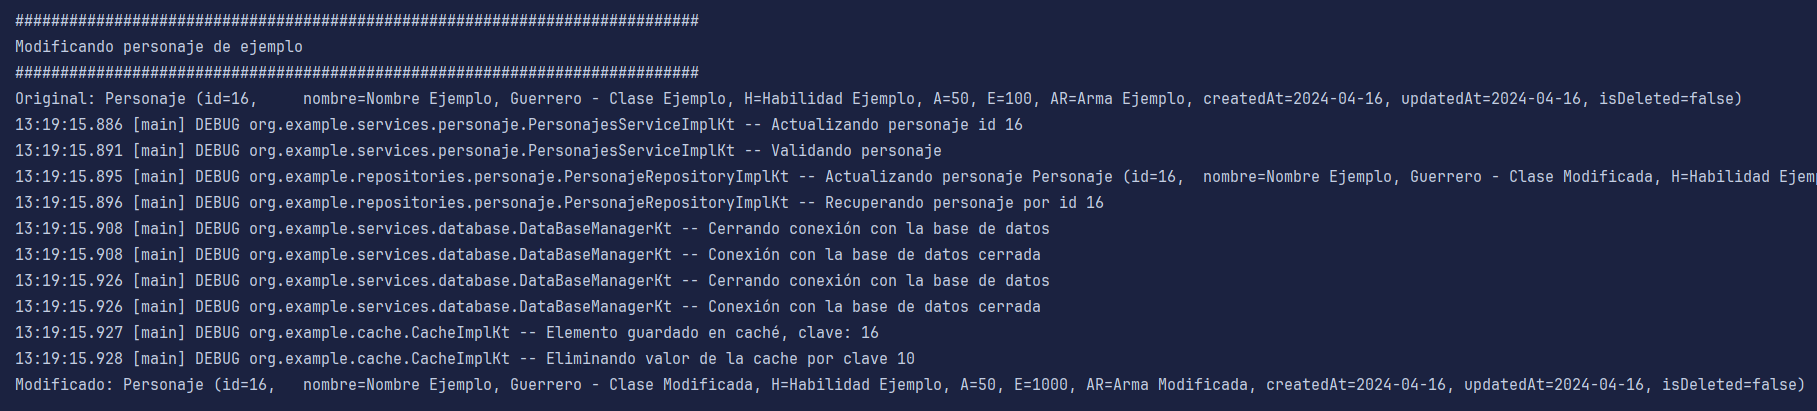 ############################################################################
Modificando personaje de ejemplo
############################################################################
Original: Personaje (id=16,     nombre=Nombre Ejemplo, Guerrero - Clase Ejemplo, H=Habilidad Ejemplo, A=50, E=100, AR=Arma Ejemplo, createdAt=2024-04-16, updatedAt=2024-04-16, isDeleted=false)
13:19:15.886 [main] DEBUG org.example.services.personaje.PersonajesServiceImplKt -- Actualizando personaje id 16
13:19:15.891 [main] DEBUG org.example.services.personaje.PersonajesServiceImplKt -- Validando personaje
13:19:15.895 [main] DEBUG org.example.repositories.personaje.PersonajeRepositoryImplKt -- Actualizando personaje Personaje (id=16,  nombre=Nombre Ejemplo, Guerrero - Clase Modificada, H=Habilidad Ejem
13:19:15.896 [main] DEBUG org.example.repositories.personaje.PersonajeRepositoryImplKt -- Recuperando personaje por id 16
13:19:15.908 [main] DEBUG org.example.services.database.DataBaseManagerKt -- Cerrando conexión con la base de datos
13:19:15.908 [main] DEBUG org.example.services.database.DataBaseManagerKt -- Conexión con la base de datos cerrada
13:19:15.926 [main] DEBUG org.example.services.database.DataBaseManagerKt -- Cerrando conexión con la base de datos
13:19:15.926 [main] DEBUG org.example.services.database.DataBaseManagerKt -- Conexión con la base de datos cerrada
13:19:15.927 [main] DEBUG org.example.cache.CacheImplKt -- Elemento guardado en caché, clave: 16
13:19:15.928 [main] DEBUG org.example.cache.CacheImplKt -- Eliminando valor de la cache por clave 10
Modificado: Personaje (id=16,   nombre=Nombre Ejemplo, Guerrero - Clase Modificada, H=Habilidad Ejemplo, A=50, E=1000, AR=Arma Modificada, createdAt=2024-04-16, updatedAt=2024-04-16, isDeleted=false)